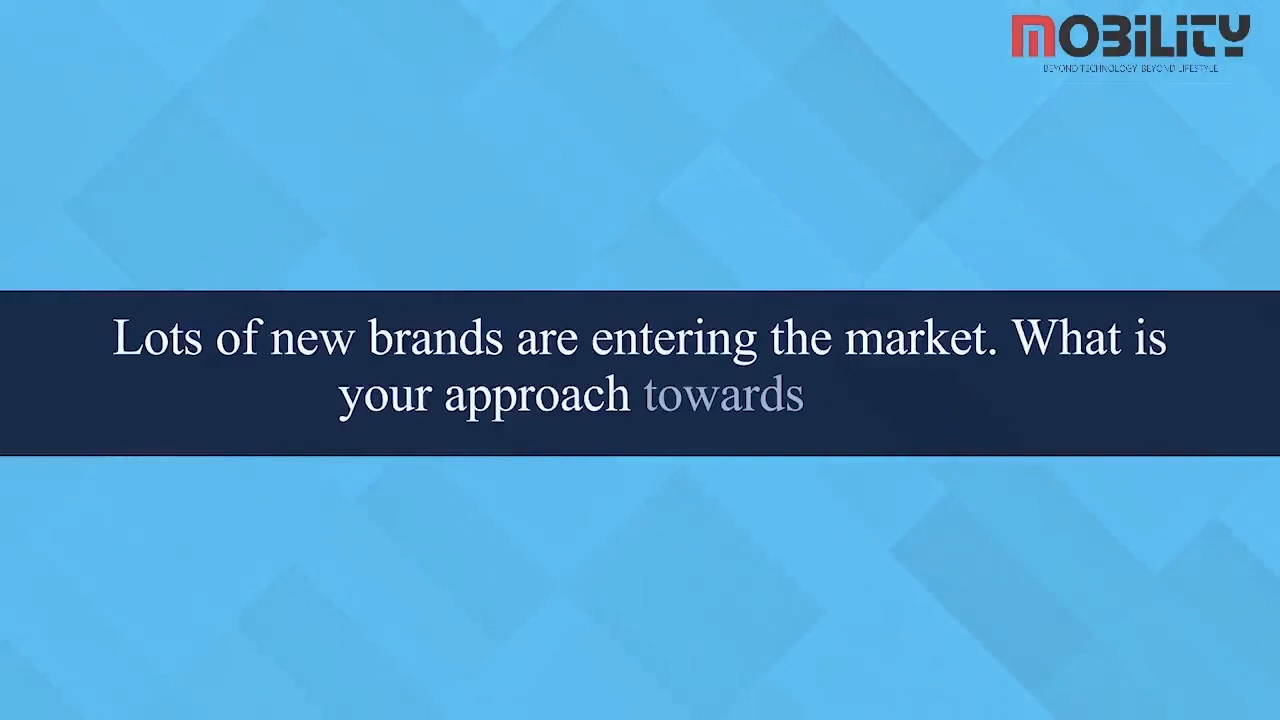 MOBiLiTY
BEYOND TECHNOLOGY BEYOND LIFESTYLE
Lots of new brands are entering the market. What is
your approach towards